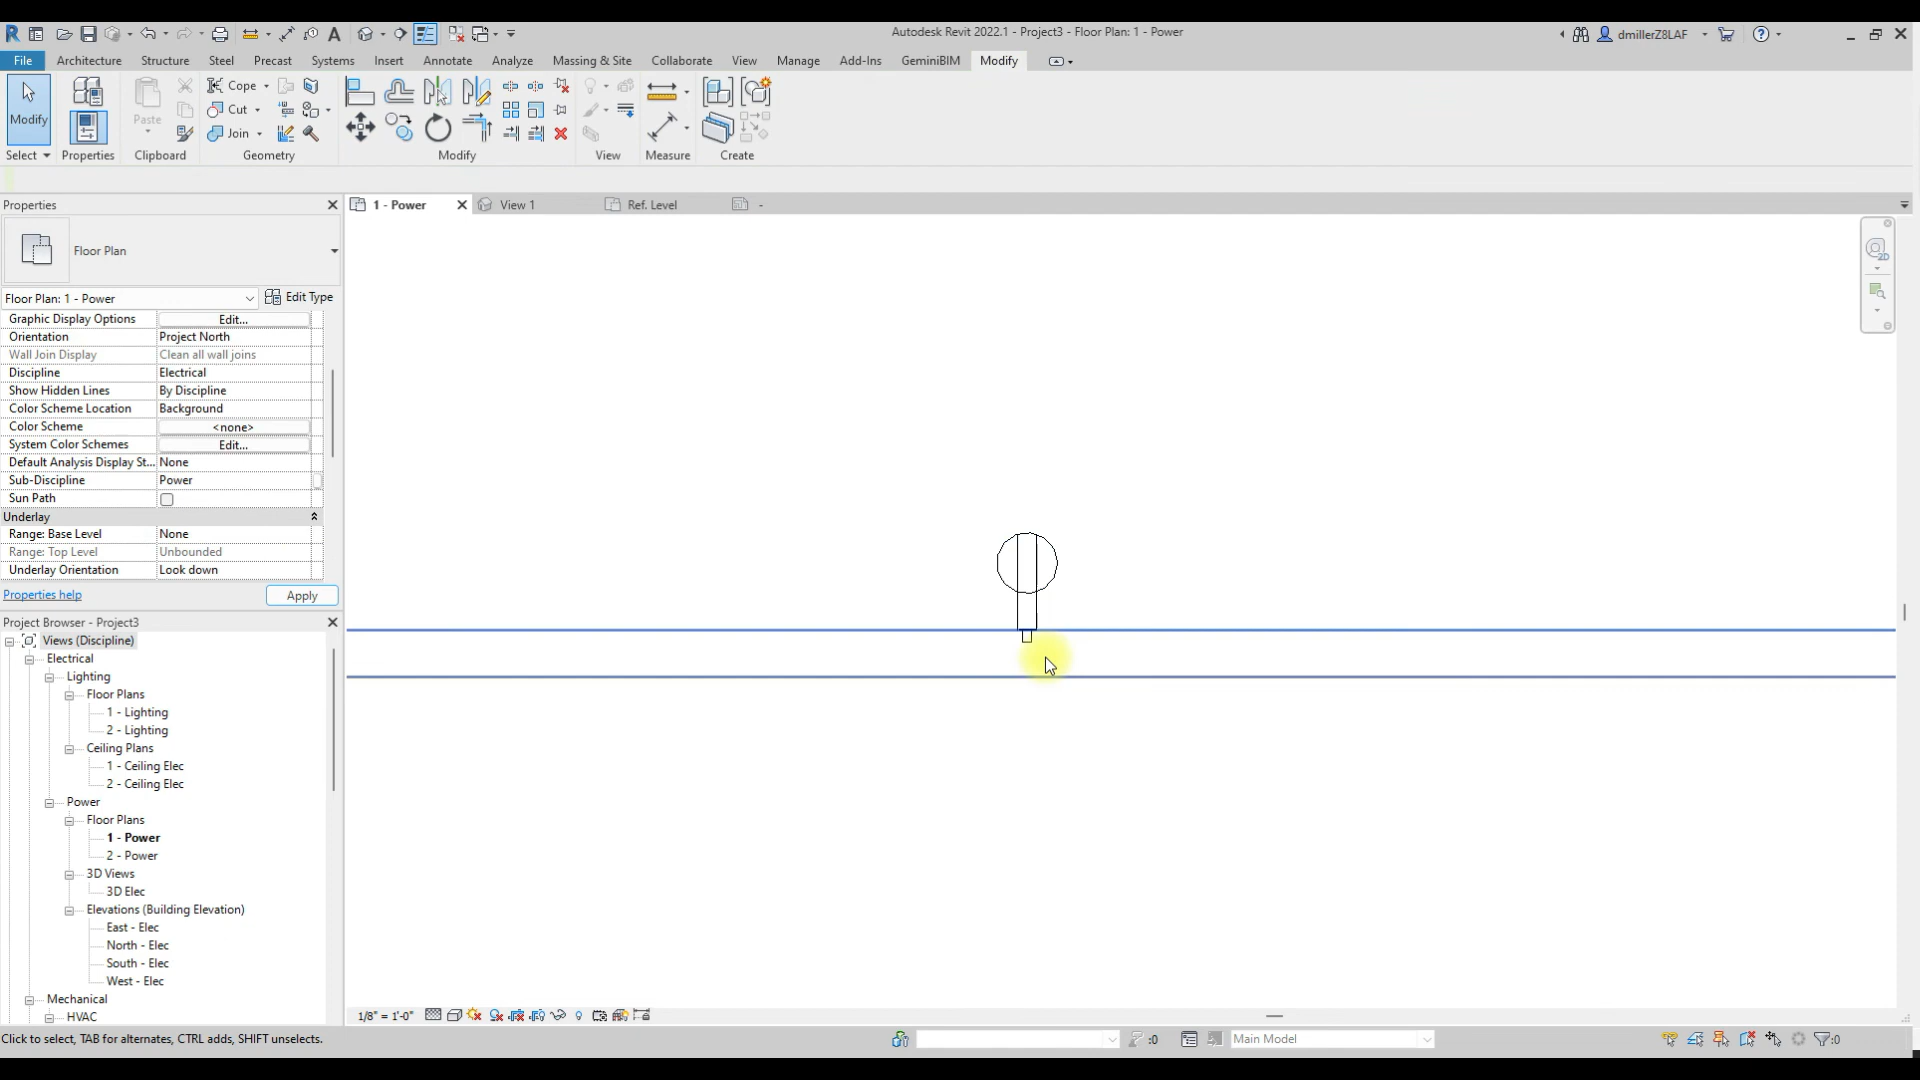 Autodesk Revit 2022.1 - Project3 - Floor Plan: 1 - Power
dmillerZ8LAF
File
Architecture
Structure
Steel
Precast
Systems
Insert
Annotate
Analyze
Massing & Site
Collaborate
View
Manage
Add-Ins
GeminiBIM
Modify
Modify
Select
Properties
Paste
Clipboard
Cope
Cut
Join
Geometry
Modify
View
Measure
Create
Properties
1 - Power
View 1
Ref. Level
-
Floor Plan
Floor Plan: 1 - Power
Edit Type
Graphic Display Options Edit...
Orientation Project North
Wall Join Display Clean all wall joins
Discipline Electrical
Show Hidden Lines By Discipline
Color Scheme Location Background
Color Scheme <none>
System Color Schemes Edit...
Default Analysis Display St... None
Sub-Discipline Power
Sun Path
Underlay
Range: Base Level None
Range: Top Level Unbounded
Underlay Orientation Look down
Properties help
Apply
Project Browser - Project3
Views (Discipline)
Electrical
Lighting
Floor Plans
1 - Lighting
2 - Lighting
Ceiling Plans
1 - Ceiling Elec
2 - Ceiling Elec
Power
Floor Plans
1 - Power
2 - Power
3D Views
3D Elec
Elevations (Building Elevation)
East - Elec
North - Elec
South - Elec
West - Elec
Mechanical
HVAC
2D
1/8" = 1'-0"
Click to select, TAB for alternates, CTRL adds, SHIFT unselects.
:0
Main Model
:0